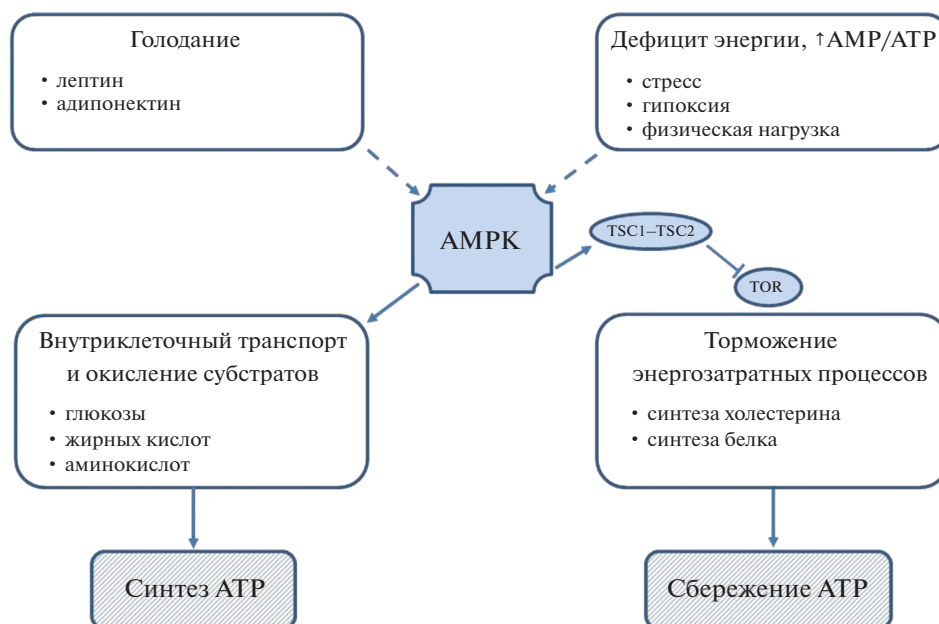 Голодание
• лептин
• адипонектин
Дефицит энергии, ↑AMP/ATP
• стресс
• гипоксия
• физическая нагрузка
AMPK
TSC1–TSC2
TOR
Внутриклеточный транспорт
и окисление субстратов
• глюкозы
• жирных кислот
• аминокислот
Торможение
энергозатратных процессов
• синтеза холестерина
• синтеза белка
Синтез ATP
Сбережение ATP